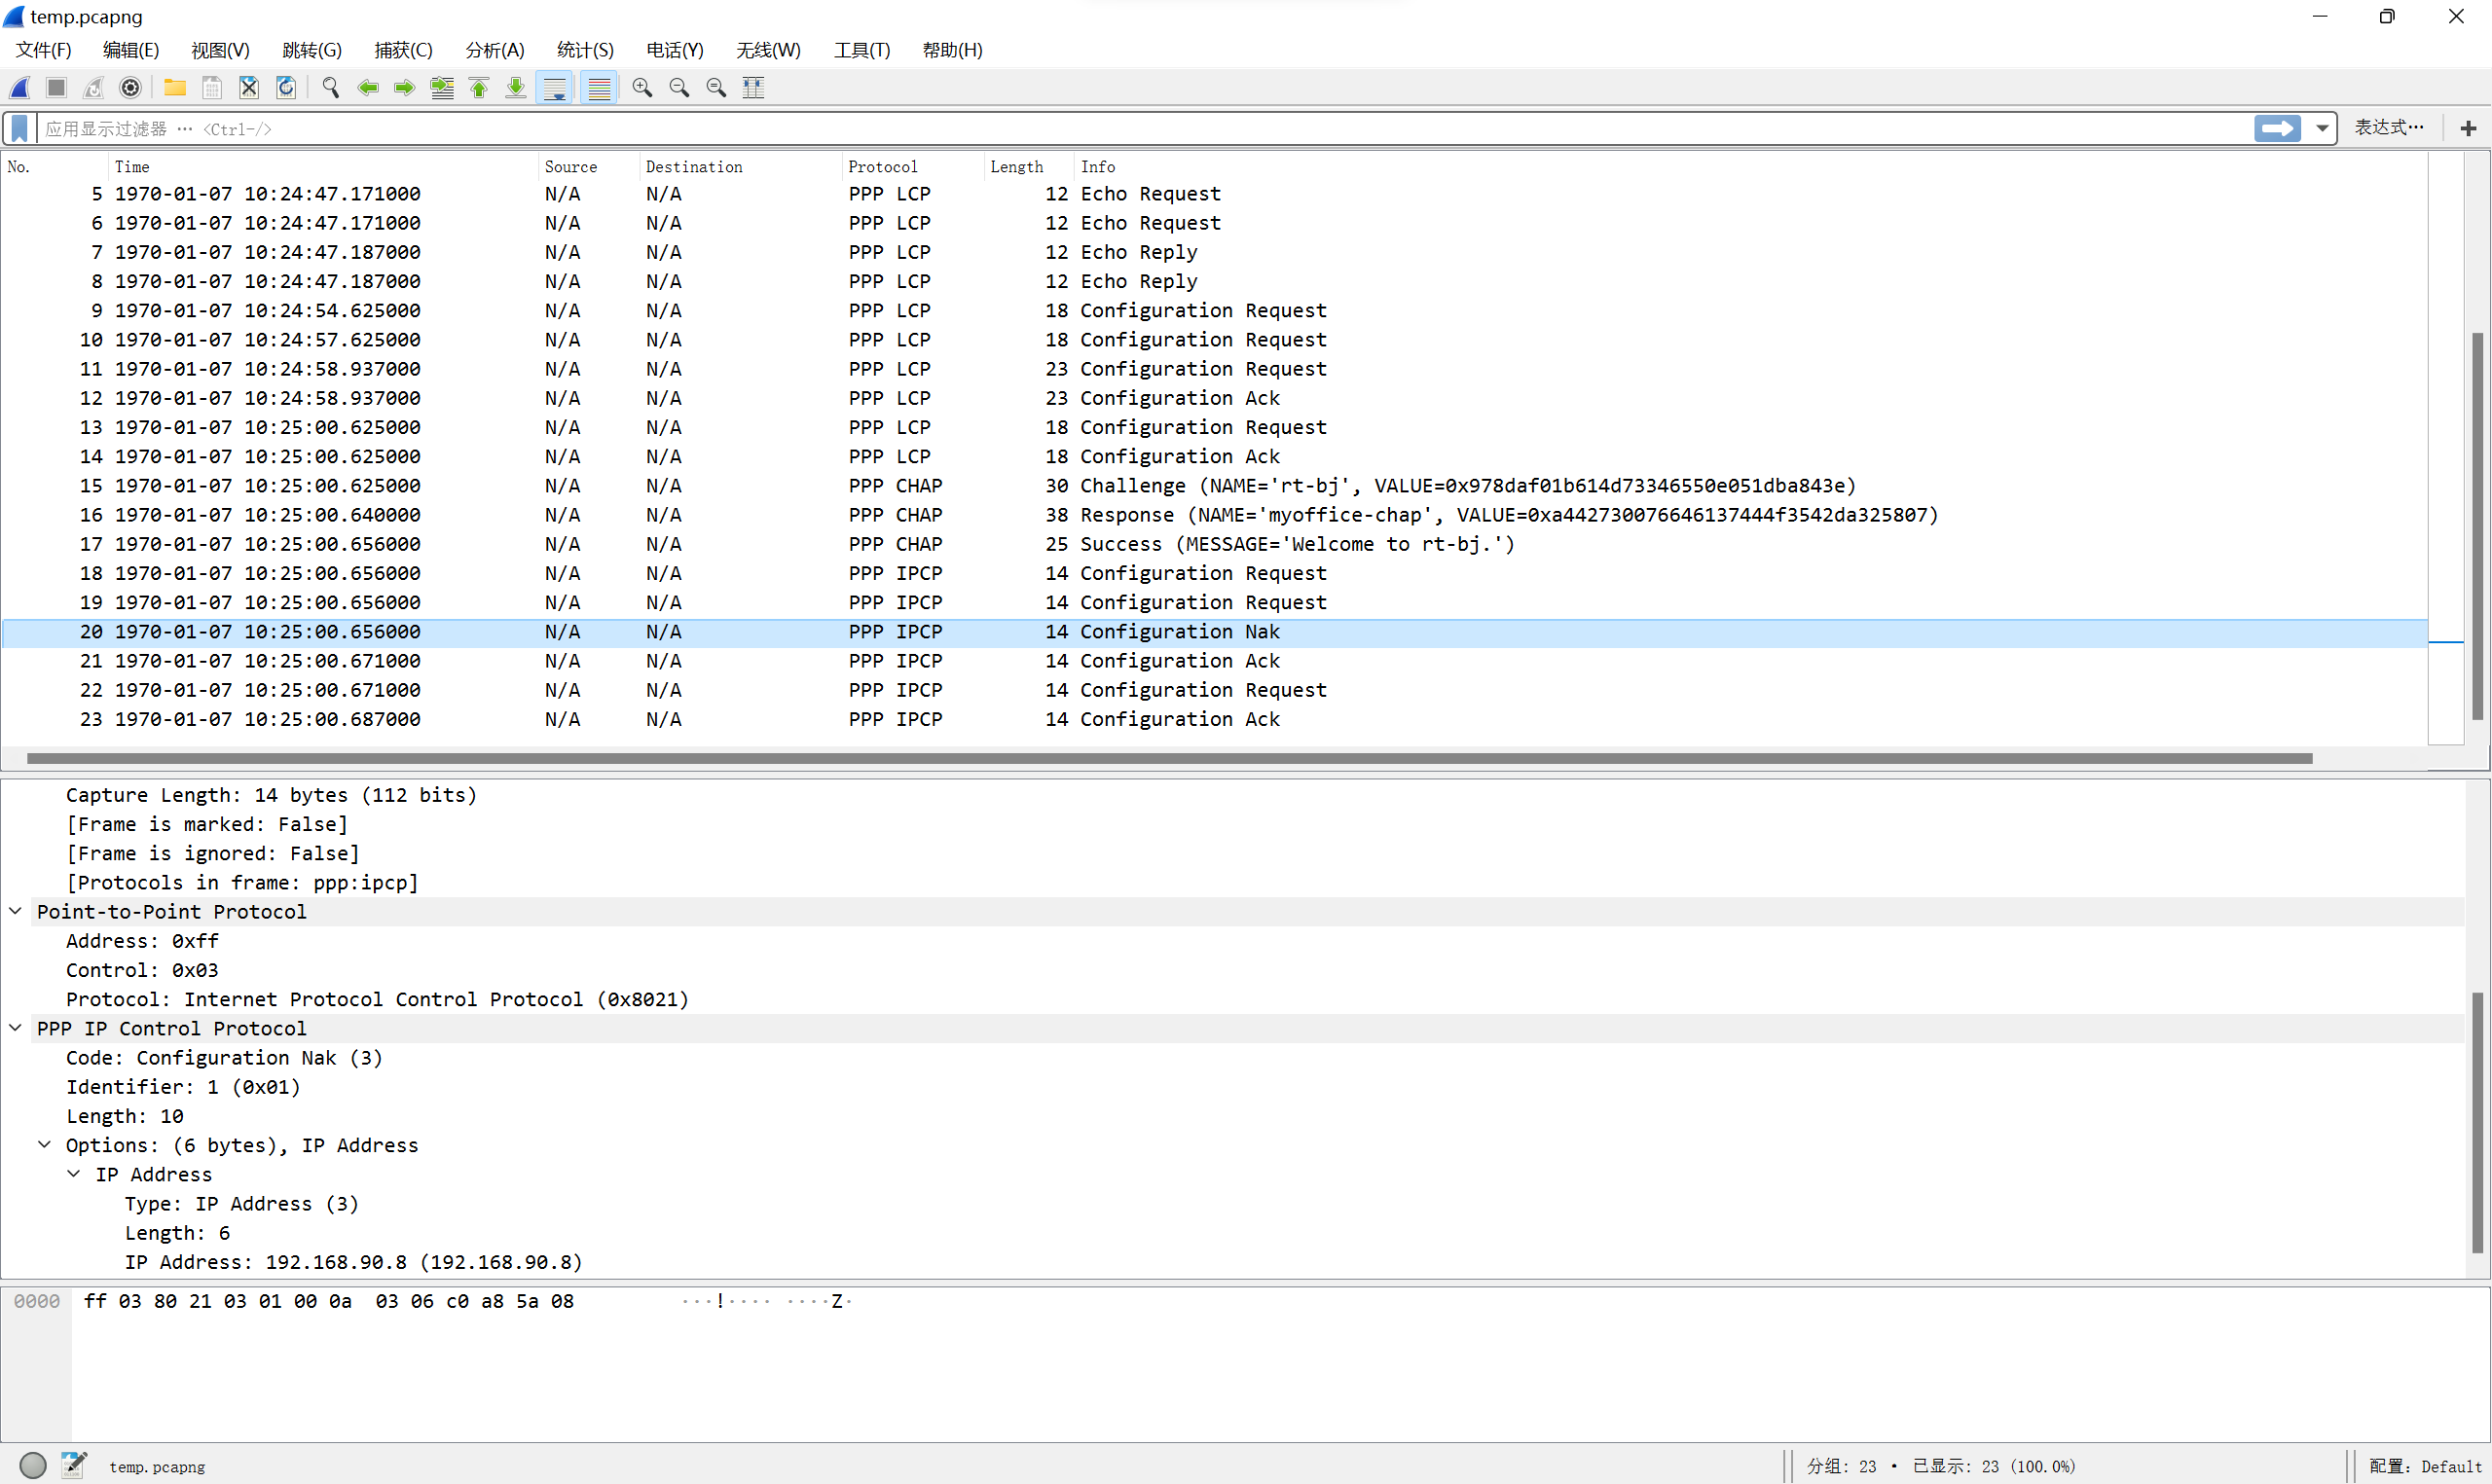 temp.pcapng
文件(F) 编辑(E) 视图(V) 跳转(G) 捕获(C) 分析(A) 统计(S) 电话(Y) 无线(W) 工具(T) 帮助(H)
应用显示过滤器 … <Ctrl-/> 表达式…
No. Time Source Destination Protocol Length Info
5 1970-01-07 10:24:47.171000 N/A N/A PPP LCP 12 Echo Request
6 1970-01-07 10:24:47.171000 N/A N/A PPP LCP 12 Echo Request
7 1970-01-07 10:24:47.187000 N/A N/A PPP LCP 12 Echo Reply
8 1970-01-07 10:24:47.187000 N/A N/A PPP LCP 12 Echo Reply
9 1970-01-07 10:24:54.625000 N/A N/A PPP LCP 18 Configuration Request
10 1970-01-07 10:24:57.625000 N/A N/A PPP LCP 18 Configuration Request
11 1970-01-07 10:24:58.937000 N/A N/A PPP LCP 23 Configuration Request
12 1970-01-07 10:24:58.937000 N/A N/A PPP LCP 23 Configuration Ack
13 1970-01-07 10:25:00.625000 N/A N/A PPP LCP 18 Configuration Request
14 1970-01-07 10:25:00.625000 N/A N/A PPP LCP 18 Configuration Ack
15 1970-01-07 10:25:00.625000 N/A N/A PPP CHAP 30 Challenge (NAME='rt-bj', VALUE=0x978daf01b614d73346550e051dba843e)
16 1970-01-07 10:25:00.640000 N/A N/A PPP CHAP 38 Response (NAME='myoffice-chap', VALUE=0xa442730076646137444f3542da325807)
17 1970-01-07 10:25:00.656000 N/A N/A PPP CHAP 25 Success (MESSAGE='Welcome to rt-bj.')
18 1970-01-07 10:25:00.656000 N/A N/A PPP IPCP 14 Configuration Request
19 1970-01-07 10:25:00.656000 N/A N/A PPP IPCP 14 Configuration Request
20 1970-01-07 10:25:00.656000 N/A N/A PPP IPCP 14 Configuration Nak
21 1970-01-07 10:25:00.671000 N/A N/A PPP IPCP 14 Configuration Ack
22 1970-01-07 10:25:00.671000 N/A N/A PPP IPCP 14 Configuration Request
23 1970-01-07 10:25:00.687000 N/A N/A PPP IPCP 14 Configuration Ack
Capture Length: 14 bytes (112 bits)
[Frame is marked: False]
[Frame is ignored: False]
[Protocols in frame: ppp:ipcp]
Point-to-Point Protocol
Address: 0xff
Control: 0x03
Protocol: Internet Protocol Control Protocol (0x8021)
PPP IP Control Protocol
Code: Configuration Nak (3)
Identifier: 1 (0x01)
Length: 10
Options: (6 bytes), IP Address
IP Address
Type: IP Address (3)
Length: 6
IP Address: 192.168.90.8 (192.168.90.8)
0000 ff 03 80 21 03 01 00 0a 03 06 c0 a8 5a 08 ···!···· ····Z·
temp.pcapng 分组: 23 · 已显示: 23 (100.0%) 配置: Default